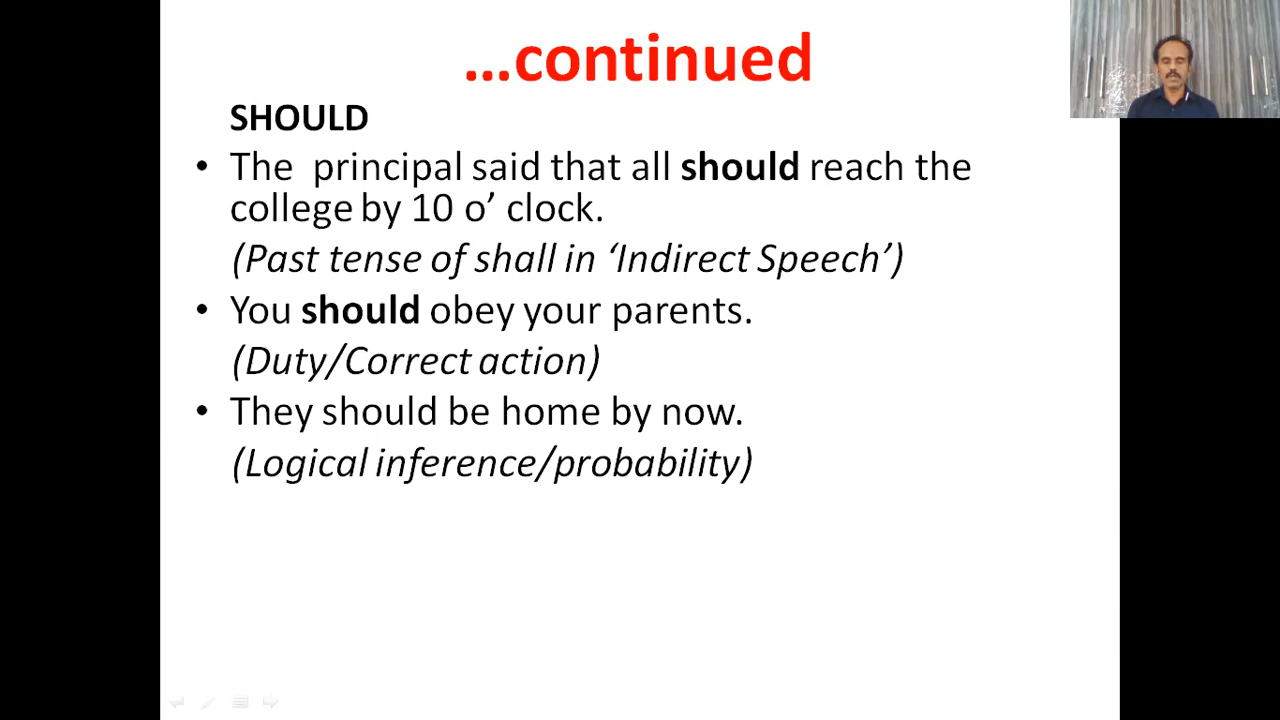 ...continued
SHOULD
• The principal said that all should reach the
college by 10 o’ clock.
(Past tense of shall in ‘Indirect Speech’)
• You should obey your parents.
(Duty/Correct action)
• They should be home by now.
(Logical inference/probability)